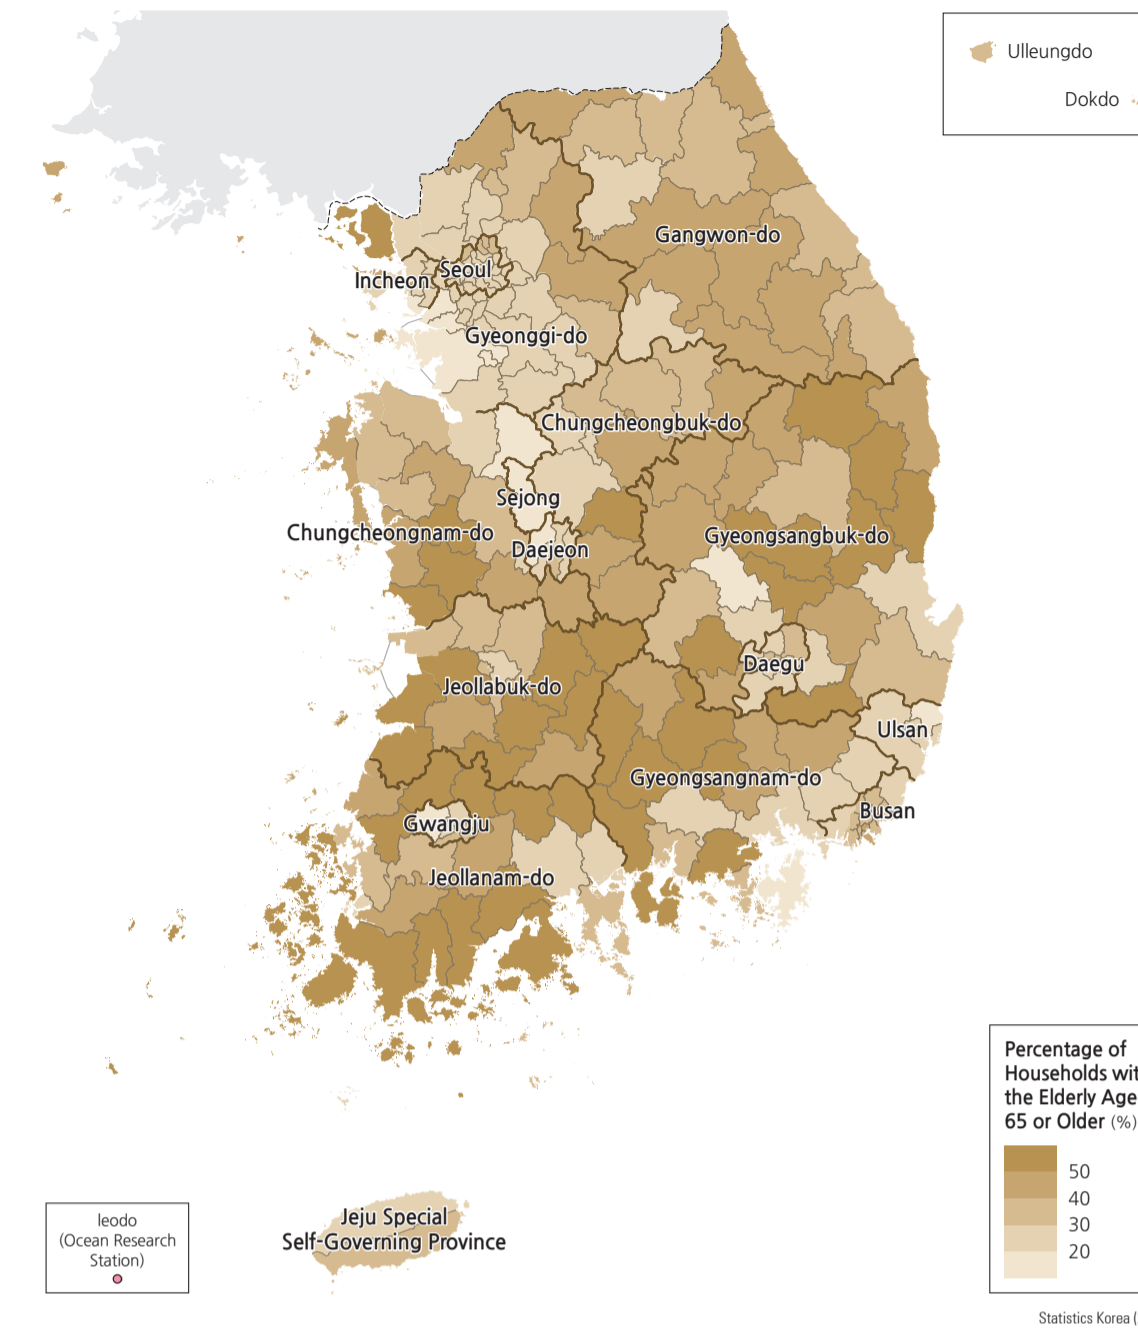 Ulleungdo
Dokdo
Gangwon-do
Seoul
Incheon
Gyeonggi-do
Chungcheongbuk-do
Sejong
Chungcheongnam-do
Daejeon
Gyeongsangbuk-do
Daegu
Jeollabuk-do
Ulsan
Gyeongsangnam-do
Busan
Gwangju
Jeollanam-do
Jeju Special
Self-Governing Province
Ieodo
(Ocean Research
Station)
Percentage of
Households wit
the Elderly Age
65 or Older (%)
50
40
30
20
Statistics Korea (